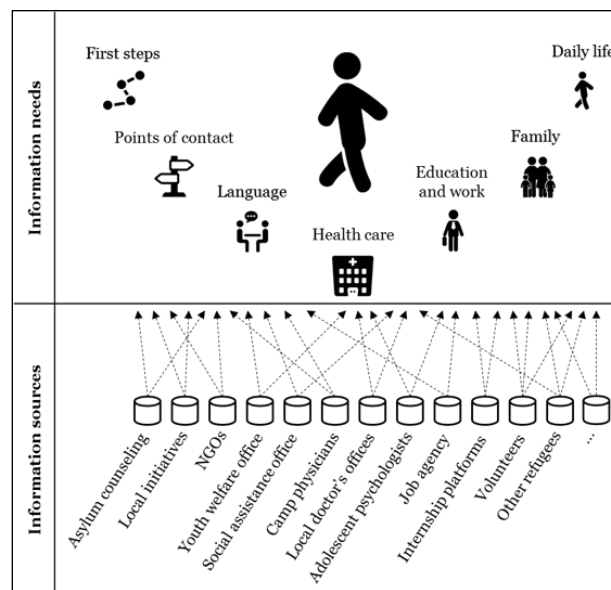 Information needs
First steps
Daily life
Points of contact
Family
Education
and work
Language
Health care
Information sources
Asylum counseling
Local initiatives
NGOs
Youth welfare office
Social assistance office
Camp physicians
Local doctor's offices
Adolescent psychologists
Job agency
Internship platforms
Volunteers
Other refugees
...